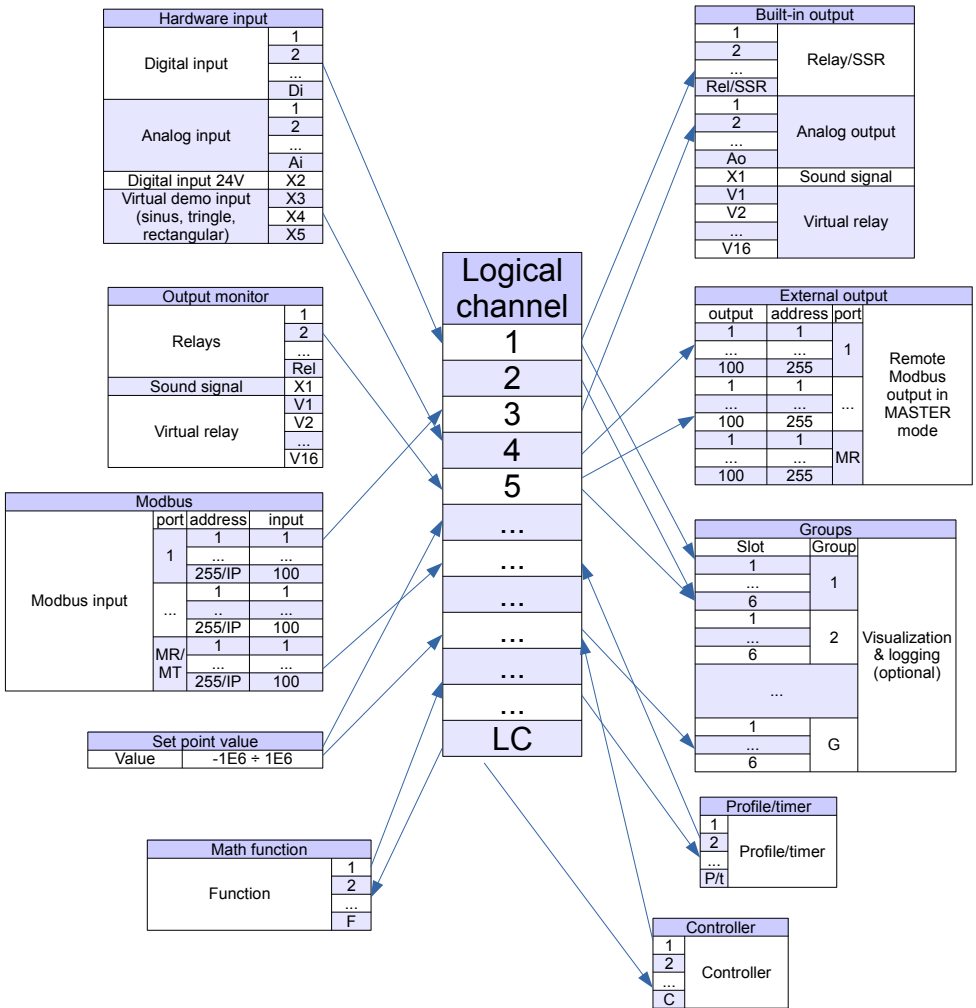 Hardware input
Digital input
1
2
...
Di
Analog input
1
2
...
Ai
Digital input 24V X2
Virtual demo input
(sinus, tringle,
rectangular)
X3
X4
X5
Output monitor
Relays
1
2
...
Rel
Sound signal X1
Virtual relay
V1
V2
...
V16
Modbus
port address input
Modbus input
1
1 1
... ...
255/IP 100
...
1 1
.. ...
255/IP 100
MR/
MT
1 1
... ...
255/IP 100
Set point value
Value -1E6 ÷ 1E6
Math function
Function
1
2
...
F
Logical
channel
1
2
3
4
5
...
...
...
...
...
...
LC
Built-in output
1
2
...
Rel/SSR
Relay/SSR
1
2
...
Ao
Analog output
X1 Sound signal
V1
V2
...
V16
Virtual relay
External output
output address port
1 1
... ...
100 255
1
1 1
... ...
100 255
...
1 1
... ...
100 255
MR
Remote
Modbus
output in
MASTER
mode
Groups
Slot Group
1
...
6
1
1
...
6
2
...
1
...
6
G
Visualization
& logging
(optional)
Profile/timer
1
2
...
P/t
Profile/timer
Controller
1
2
...
C
Controller